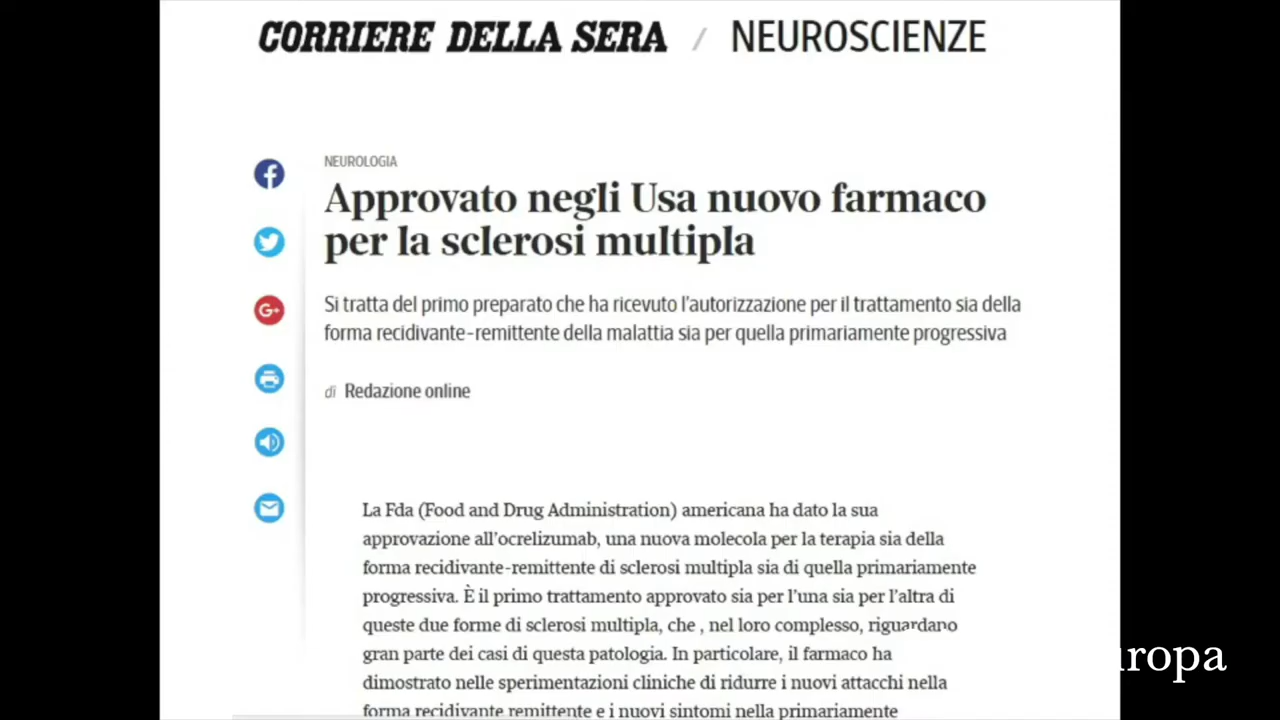 CORRIERE DELLA SERA / NEUROSCIENZE
NEUROLOGIA
Approvato negli Usa nuovo farmaco
per la sclerosi multipla
Si tratta del primo preparato che ha ricevuto l'autorizzazione per il trattamento sia della
forma recidivante-remittente della malattia sia per quella primariamente progressiva
di Redazione online
La Fda (Food and Drug Administration) americana ha dato la sua
approvazione all'ocrelizumab, una nuova molecola per la terapia sia della
forma recidivante-remittente di sclerosi multipla sia di quella primariamente
progressiva. È il primo trattamento approvato sia per l'una sia per l'altra di
queste due forme di sclerosi multipla, che , nel loro complesso, riguardano
gran parte dei casi di questa patologia. In particolare, il farmaco ha
dimostrato nelle sperimentazioni cliniche di ridurre i nuovi attacchi nella
forma recidivante remittente e i nuovi sintomi nella primariamente